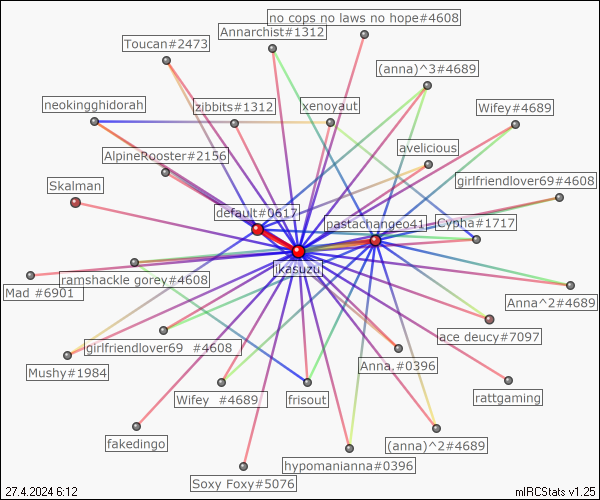 no cops no laws no hope#4608
Annarchist#1312
Toucan#2473
(anna)^3#4689
neokingghidorah
zibbits#1312
xenoyaut
Wifey#4689
AlpineRooster#2156
avelicious
Skalman
girlfriendlover69#4608
default#0617
pastachangeo41
Cypha#1717
ikasuzu
Mad #6901
ramshackle gorey#4608
Anna^2#4689
girlfriendlover69 #4608
ace deucy#7097
Mushy#1984
Anna.#0396
Wifey #4689
frisout
rattgaming
fakedingo
(anna)^2#4689
hypomanianna#0396
Soxy Foxy#5076
27.4.2024 6:12
mIRCStats v1.25